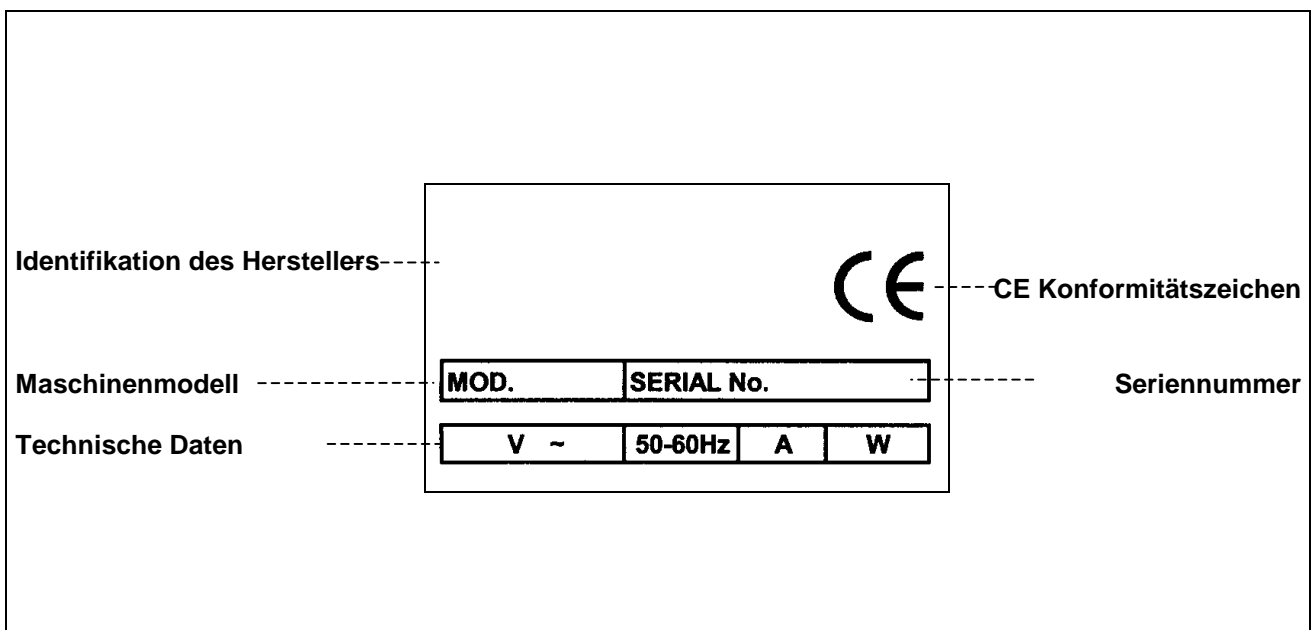 Identifikation des Herstellers
CE
CE Konformitätszeichen
Maschinenmodell
MOD.
SERIAL No.
Seriennummer
Technische Daten
V ~
50-60Hz
A
W